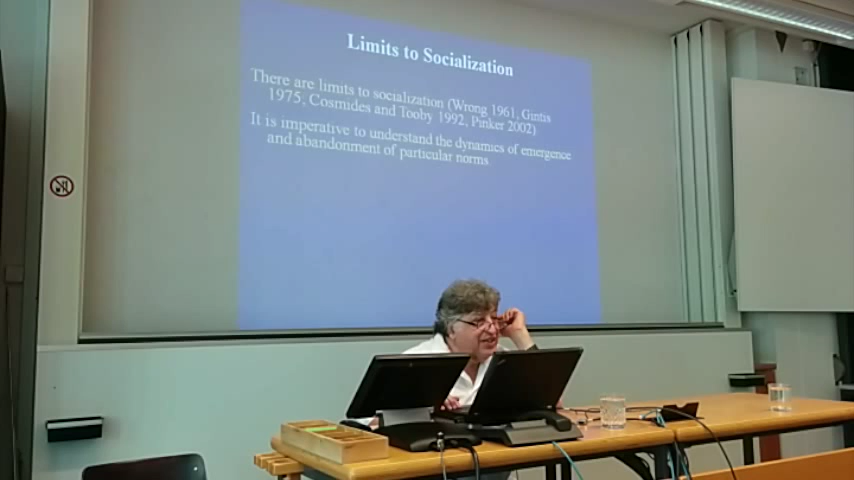 Limits to Socialization
There are limits to socialization (Wrong 1961, Gintis
1975, Cosmides and Tooby 1992, Pinker 2002)
It is imperative to understand the dynamics of emergence
and abandonment of particular norms